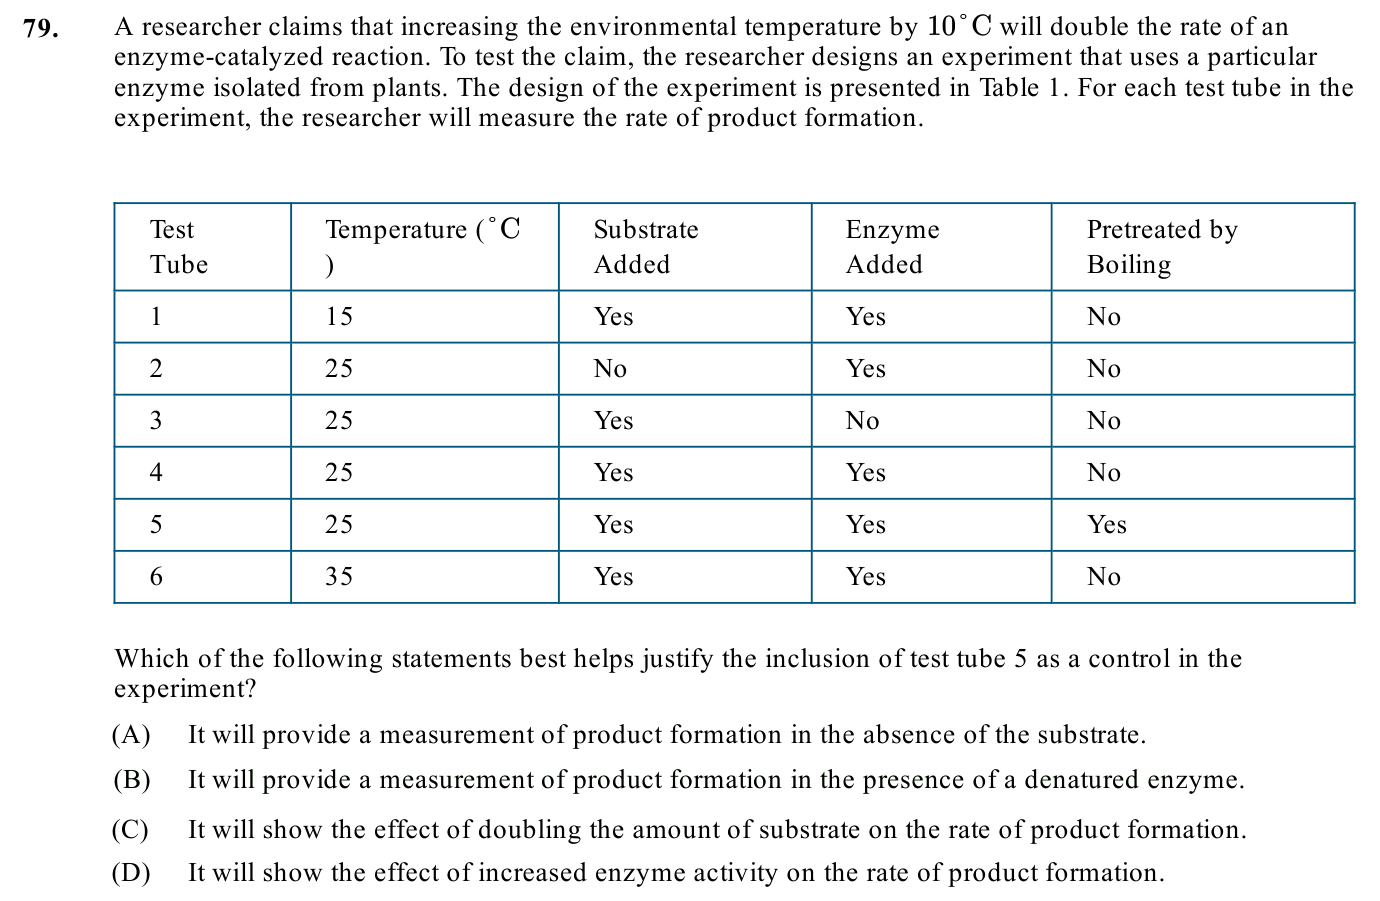 79. A researcher claims that increasing the environmental temperature by 10°C will double the rate of an
enzyme-catalyzed reaction. To test the claim, the researcher designs an experiment that uses a particular
enzyme isolated from plants. The design of the experiment is presented in Table 1. For each test tube in the
experiment, the researcher will measure the rate of product formation.
Test Temperature (°C Substrate Enzyme Pretreated by
Tube ) Added Added Boiling
1 15 Yes Yes No
2 25 No Yes No
3 25 Yes No No
4 25 Yes Yes No
5 25 Yes Yes Yes
6 35 Yes Yes No
Which of the following statements best helps justify the inclusion of test tube 5 as a control in the
experiment?
(A) It will provide a measurement of product formation in the absence of the substrate.
(B) It will provide a measurement of product formation in the presence of a denatured enzyme.
(C) It will show the effect of doubling the amount of substrate on the rate of product formation.
(D) It will show the effect of increased enzyme activity on the rate of product formation.